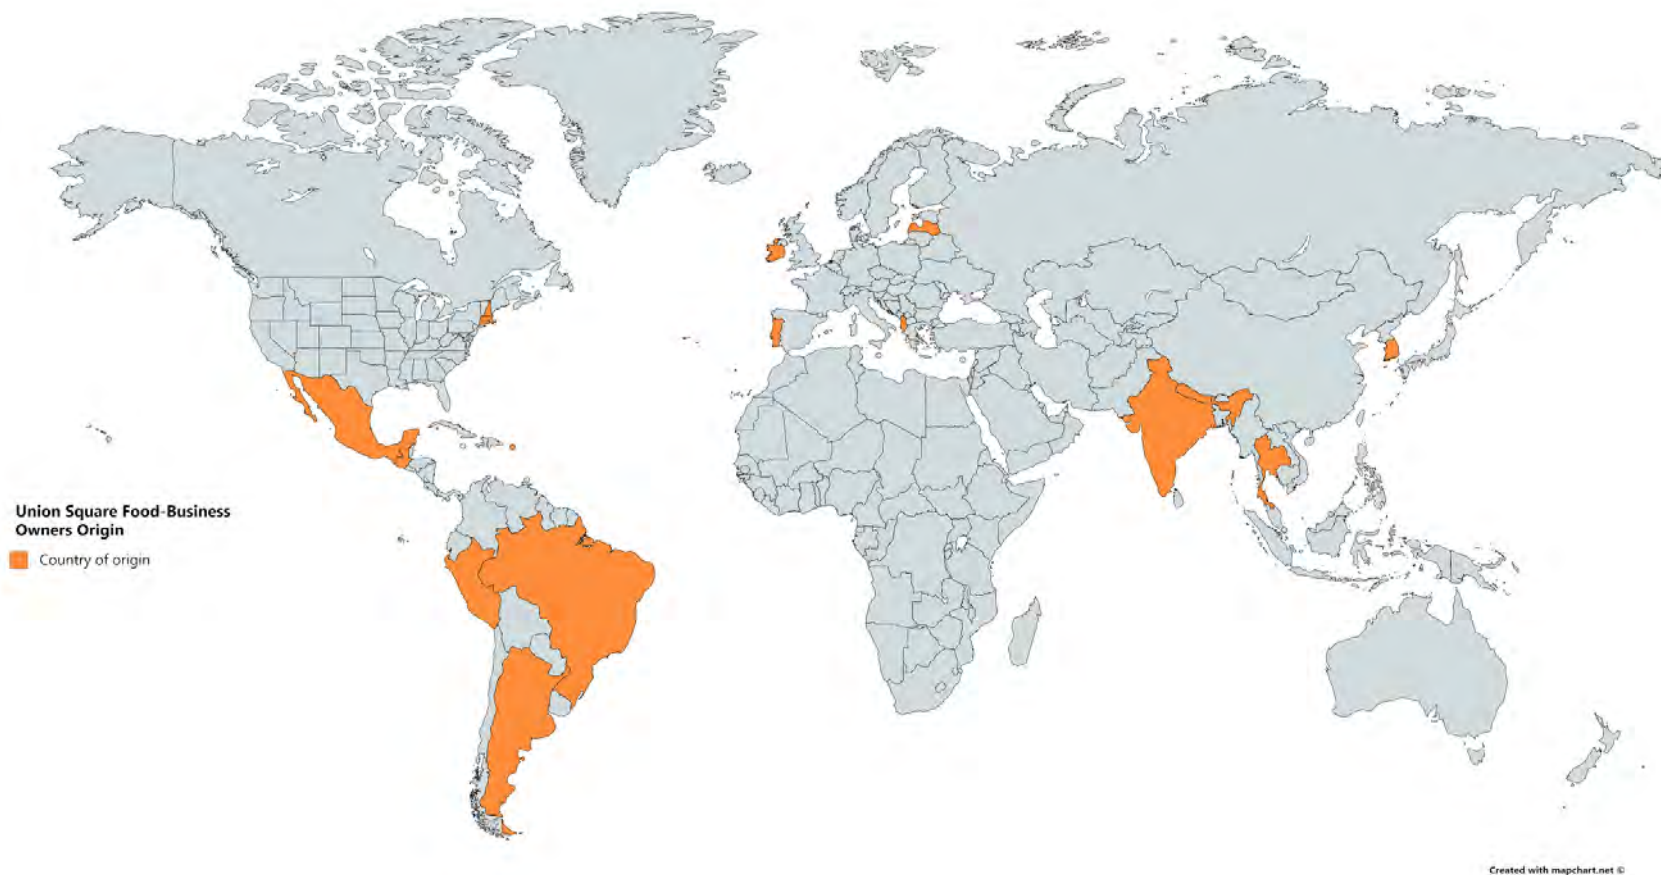 Union Square Food-Business
Owners Origin
Country of origin
Created with mapchart.net ©